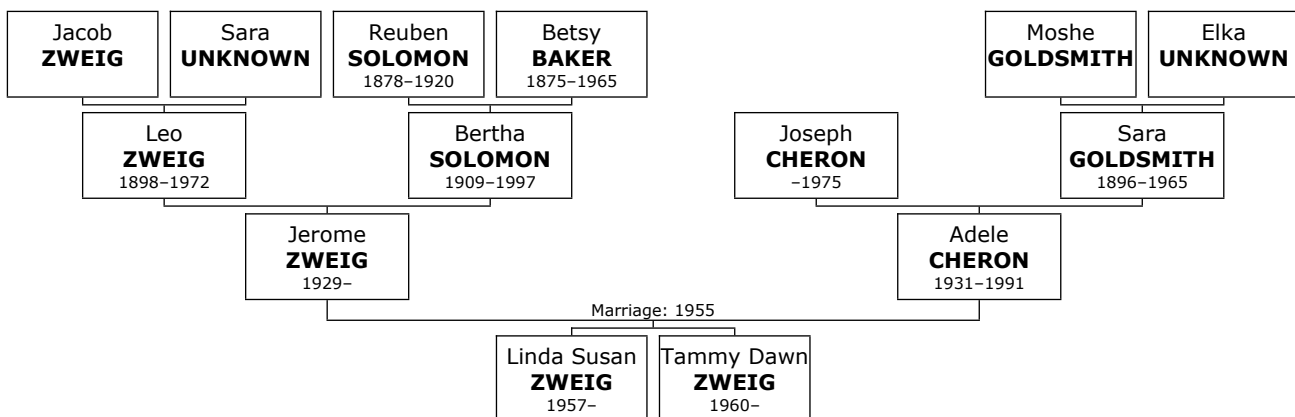 Jacob
ZWEIG
Sara
UNKNOWN
Reuben
SOLOMON
1878–1920
Betsy
BAKER
1875–1965
Moshe
GOLDSMITH
Elka
UNKNOWN
Leo
ZWEIG
1898–1972
Bertha
SOLOMON
1909–1997
Joseph
CHERON
–1975
Sara
GOLDSMITH
1896–1965
Jerome
ZWEIG
1929–
Adele
CHERON
1931–1991
Marriage: 1955
Linda Susan
ZWEIG
1957–
Tammy Dawn
ZWEIG
1960–